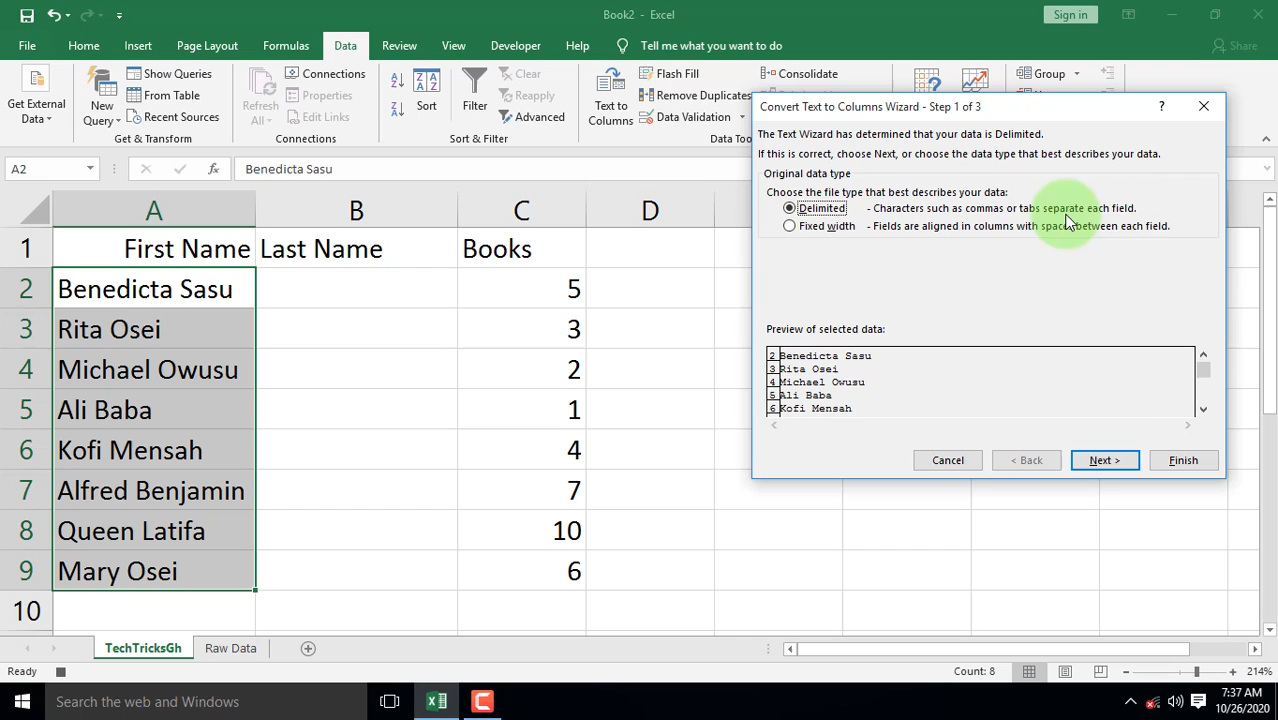 Book2 - Excel
Sign in
File Home Insert Page Layout Formulas Data Review View Developer Help Tell me what you want to do Share
Get External Data
New Query
Show Queries
From Table
Recent Sources
Get & Transform
Refresh All
Connections
Properties
Edit Links
Connections
Sort
Filter
Clear
Reapply
Advanced
Sort & Filter
Text to Columns
Flash Fill
Remove Duplicates
Data Validation
Consolidate
Data Tools
Group
A2
fx
Benedicta Sasu
A B C D
1 First Name Last Name Books
2 Benedicta Sasu 5
3 Rita Osei 3
4 Michael Owusu 2
5 Ali Baba 1
6 Kofi Mensah 4
7 Alfred Benjamin 7
8 Queen Latifa 10
9 Mary Osei 6
10
Convert Text to Columns Wizard - Step 1 of 3
The Text Wizard has determined that your data is Delimited.
If this is correct, choose Next, or choose the data type that best describes your data.
Original data type
Choose the file type that best describes your data:
Delimited - Characters such as commas or tabs separate each field.
Fixed width - Fields are aligned in columns with spaces between each field.
Preview of selected data:
2 Benedicta Sasu
3 Rita Osei
4 Michael Owusu
5 Ali Baba
6 Kofi Mensah
Cancel < Back Next > Finish
TechTricksGh Raw Data
Ready
Count: 8
214%
Search the web and Windows
7:37 AM
10/26/2020